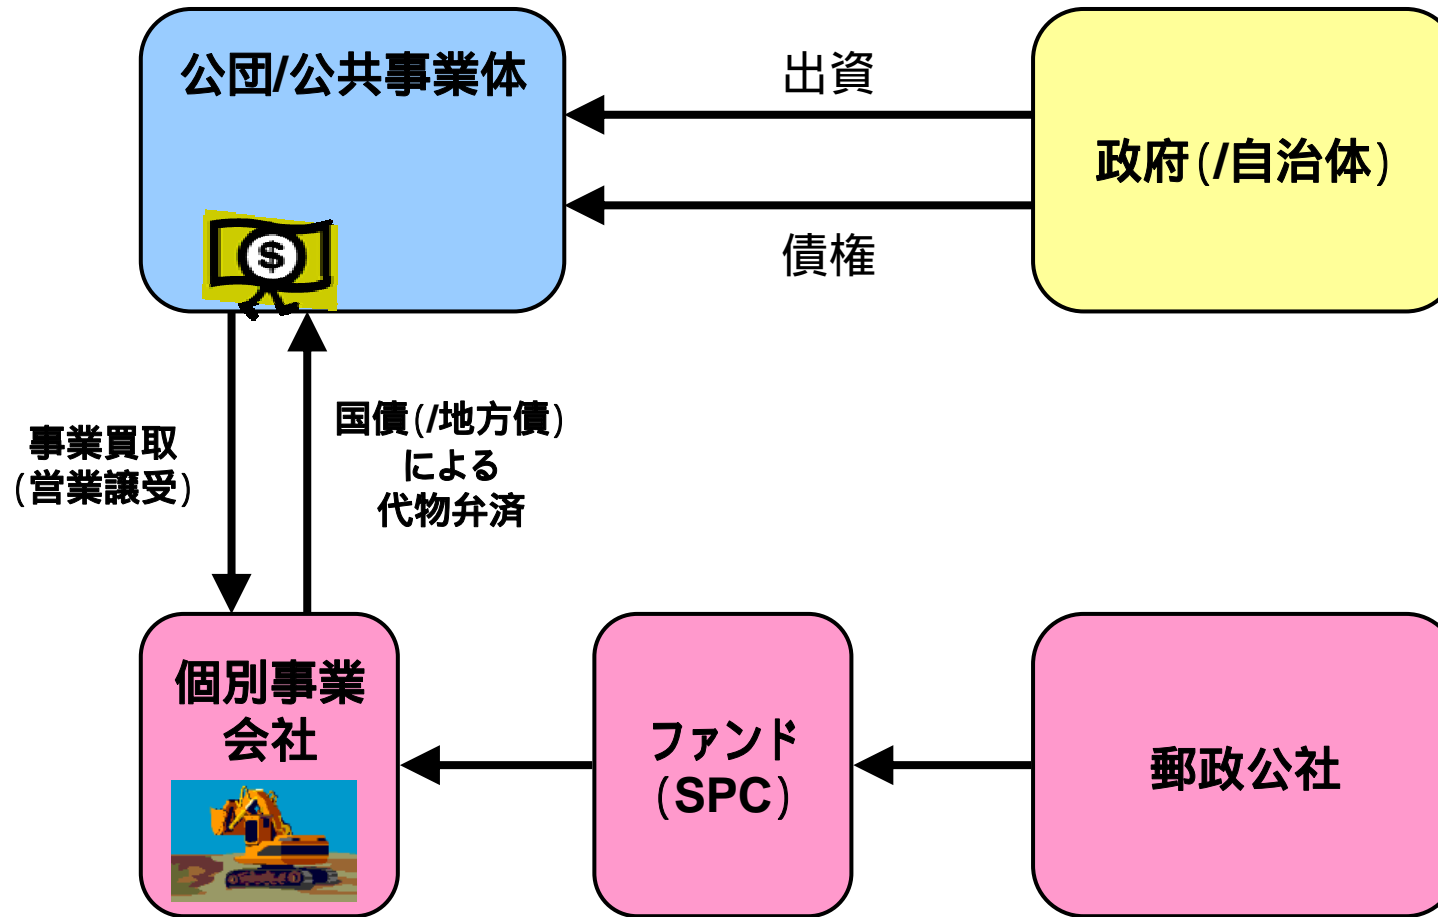 公団/公共事業体
出資
政府(/自治体)
債権
$
事業買取
(営業譲受)
国債(/地方債)
による
代物弁済
個別事業
会社
ファンド
(SPC)
郵政公社